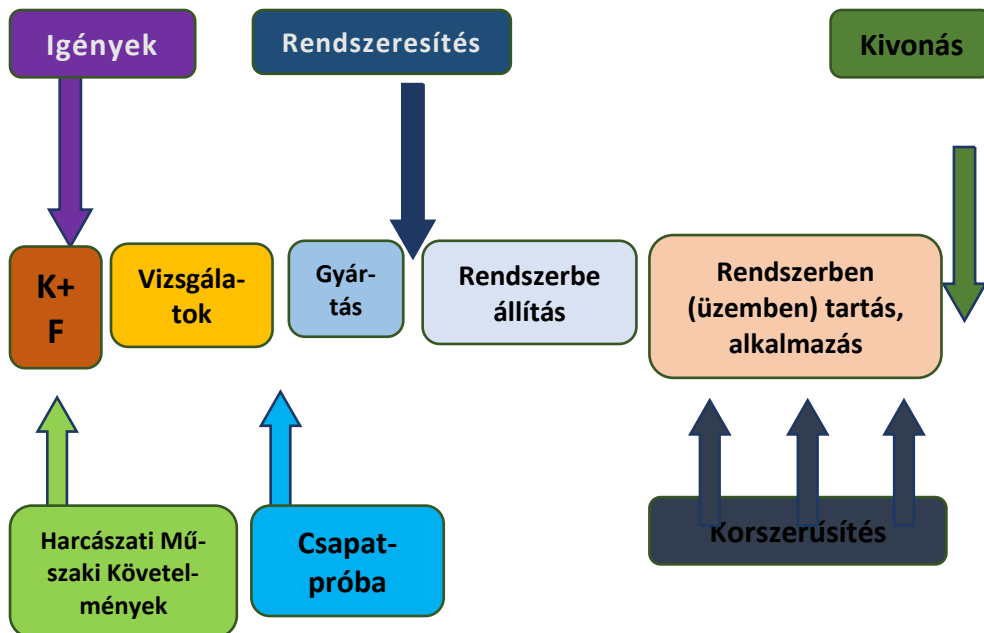 Igények
Rendszeresítés
Kivonás
K+
F
Vizsgála-
tok
Gyár-
tás
Rendszerbe
állítás
Rendszerben
(üzemben) tartás,
alkalmazás
Harcászati Mű-
szaki Követel-
mények
Csapat-
próba
Korszerűsítés